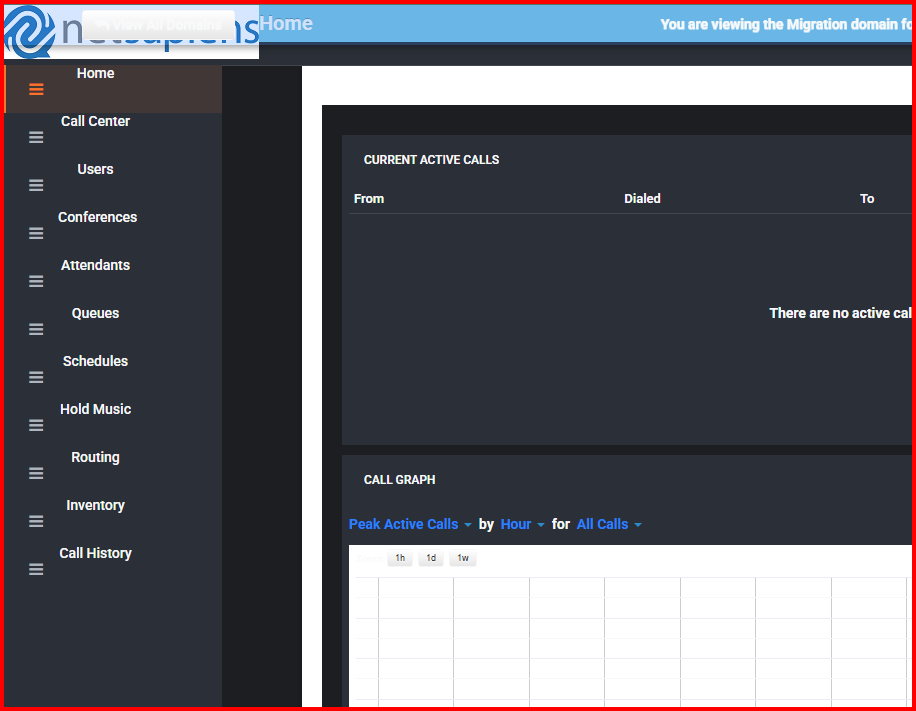 netsapiens
View All Domains
Home
You are viewing the Migration domain fo
Home
Call Center
Users
Conferences
Attendants
Queues
Schedules
Hold Music
Routing
Inventory
Call History
CURRENT ACTIVE CALLS
From Dialed To
There are no active cal
CALL GRAPH
Peak Active Calls by Hour for All Calls
1h 1d 1w